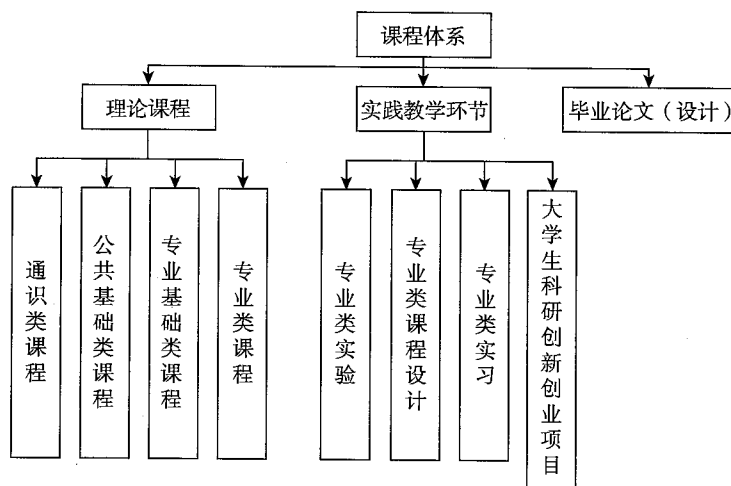 课程体系
理论课程
实践教学环节
毕业论文（设计）
通识类课程
公共基础类课程
专业基础类课程
专业类课程
专业类实验
专业类课程设计
专业类实习
大学生科研创新创业项目